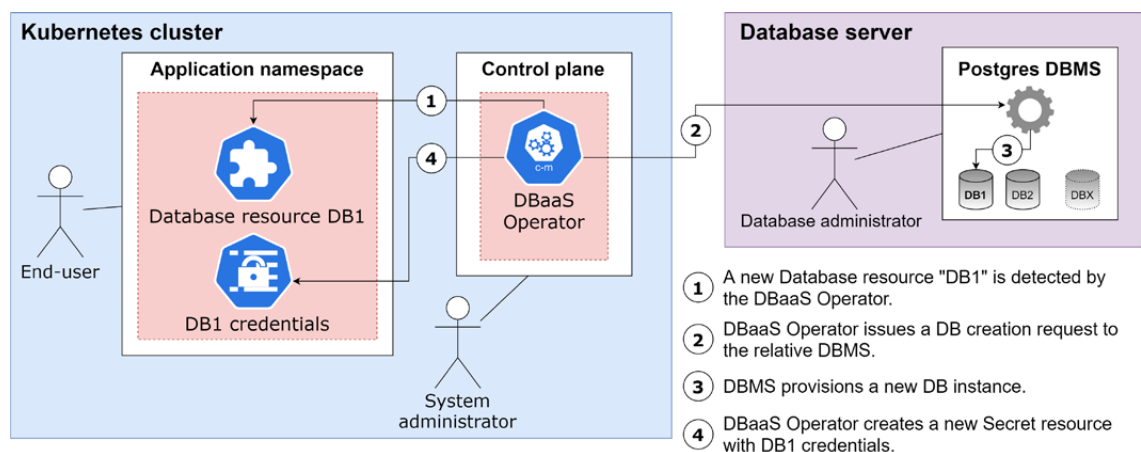 Kubernetes cluster
Database server
Application namespace
Control plane
Postgres DBMS
1
2
3
4
c-m
Database resource DB1
DBaaS
Operator
DB1
DB2
DBX
Database administrator
End-user
DB1 credentials
System
administrator
1
A new Database resource "DB1" is detected by
the DBaaS Operator.
2
DBaaS Operator issues a DB creation request to
the relative DBMS.
3
DBMS provisions a new DB instance.
4
DBaaS Operator creates a new Secret resource
with DB1 credentials.